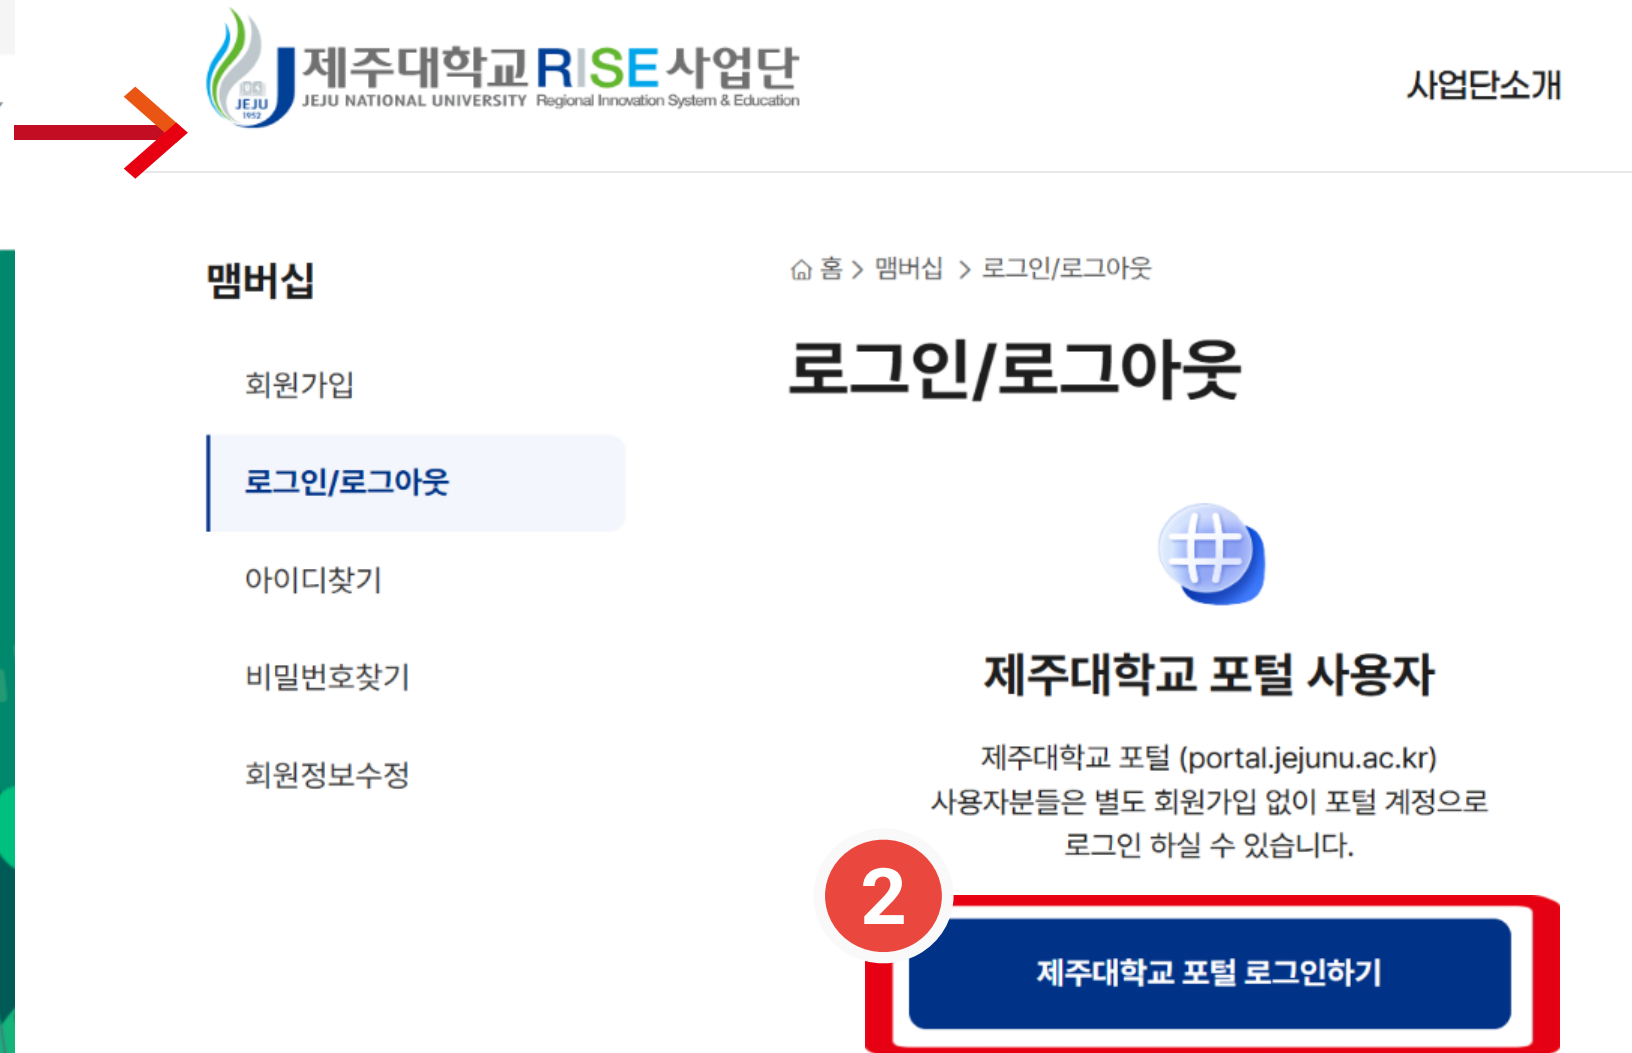 제주대학교 RISE 사업단
JEJU NATIONAL UNIVERSITY Regional Innovation System & Education
JEJU
1952
사업단소개
맴버십
회원가입
로그인/로그아웃
아이디찾기
비밀번호찾기
회원정보수정
홈 > 맴버십 > 로그인/로그아웃
로그인/로그아웃
제주대학교 포털 사용자
제주대학교 포털 (portal.jejunu.ac.kr)
사용자분들은 별도 회원가입 없이 포털 계정으로
로그인 하실 수 있습니다.
2
제주대학교 포털 로그인하기